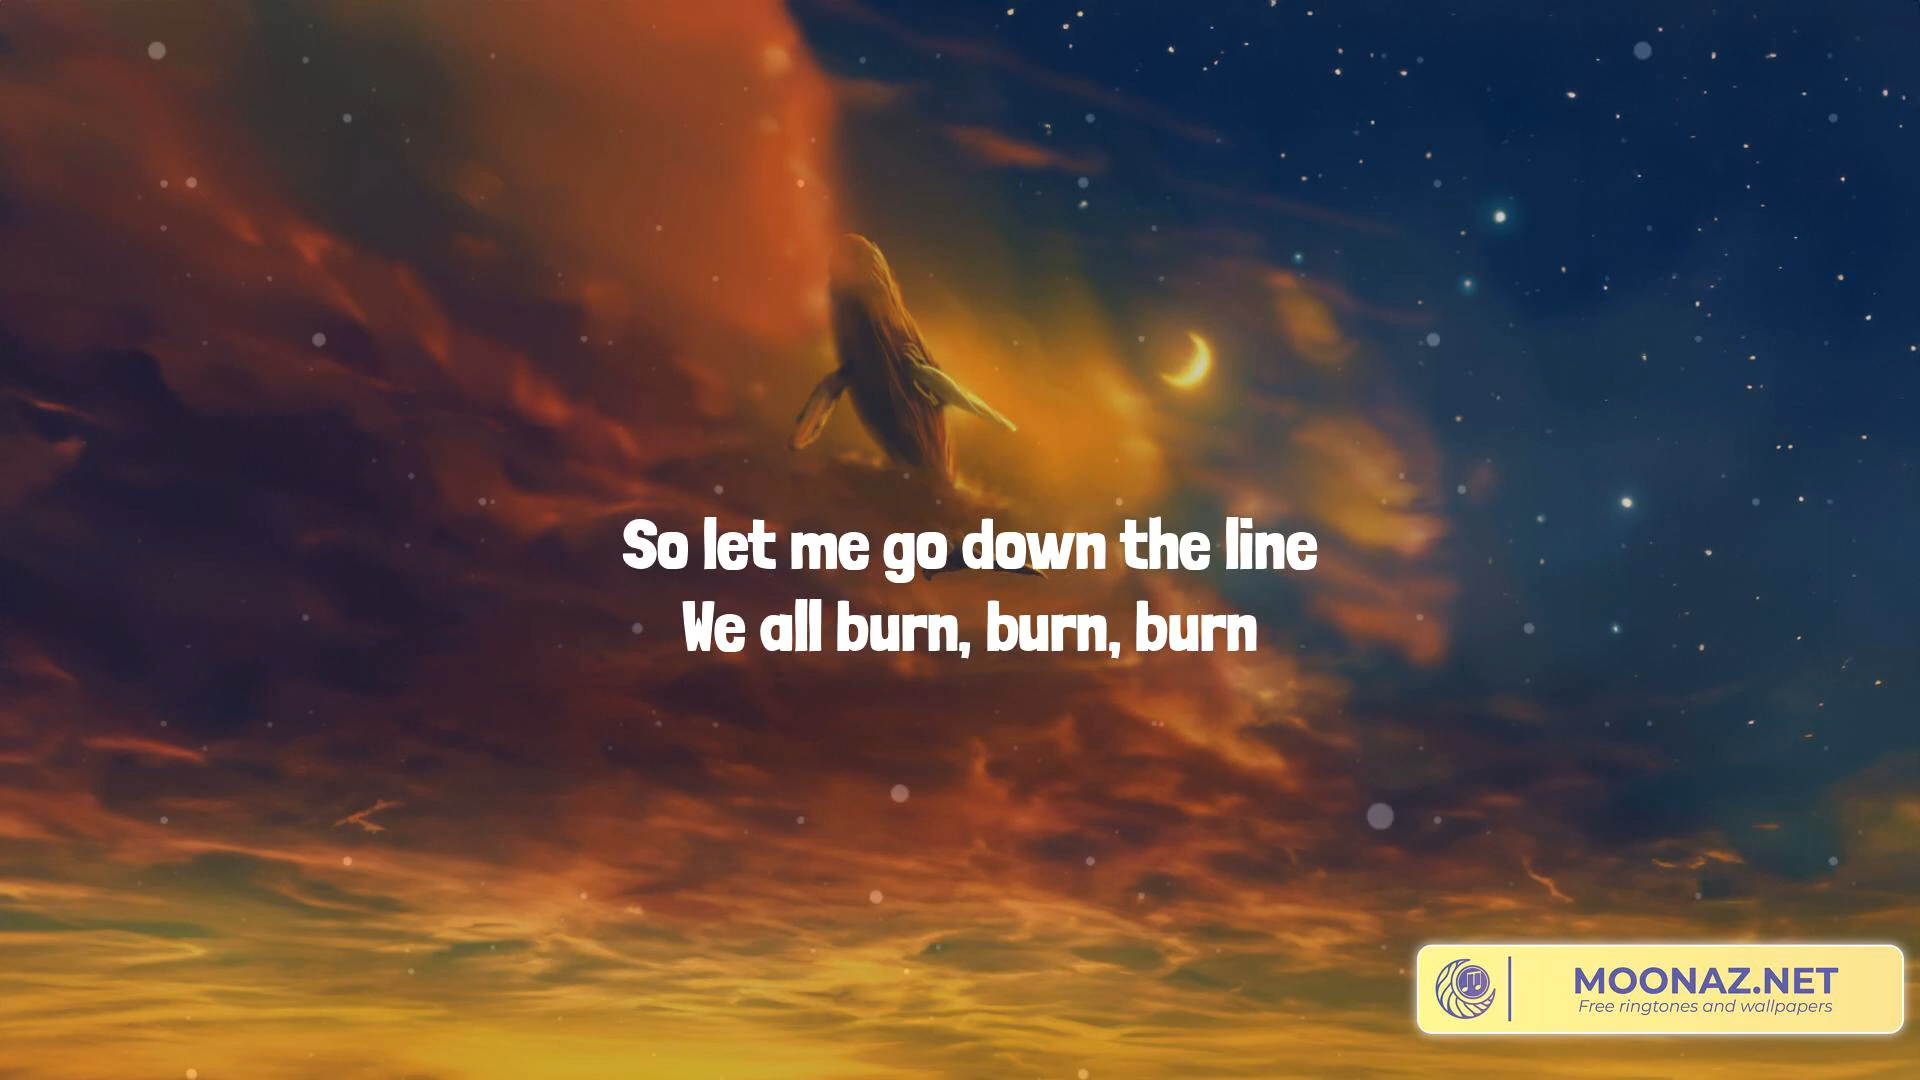 So let me go down the line
We all burn, burn, burn
MOONAZ.NET
Free ringtones and wallpapers